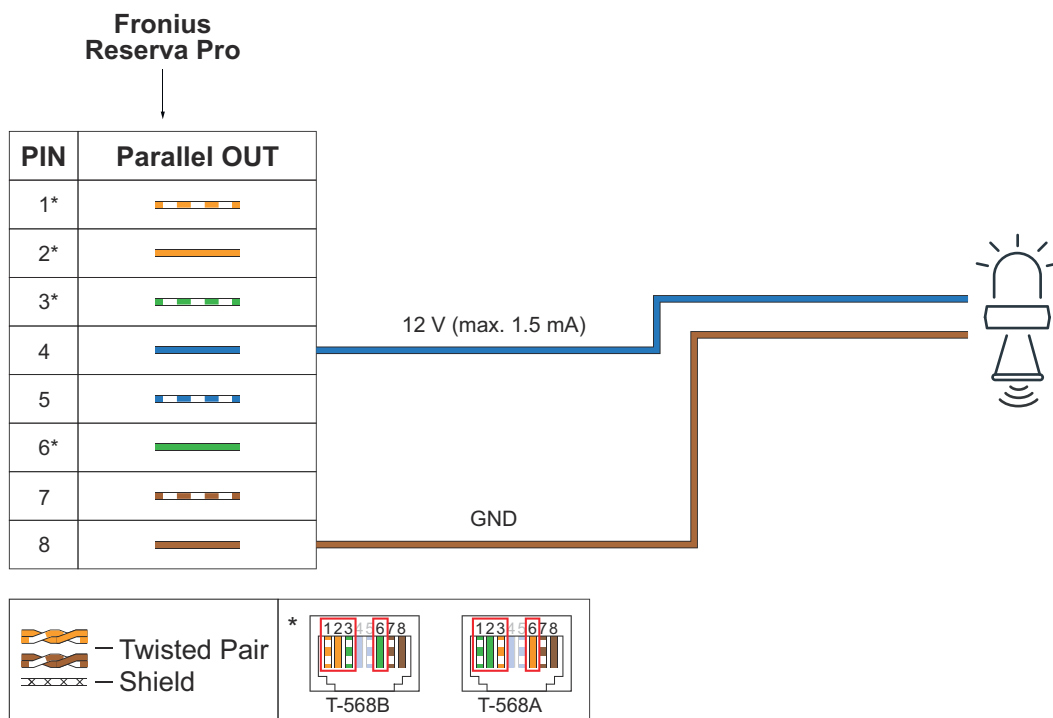 Fronius
Reserva Pro
PIN Parallel OUT
1*
2*
3*
4
5
6*
7
8
12 V (max. 1.5 mA)
GND
Twisted Pair
Shield
*
12345678
T-568B
12345678
T-568A